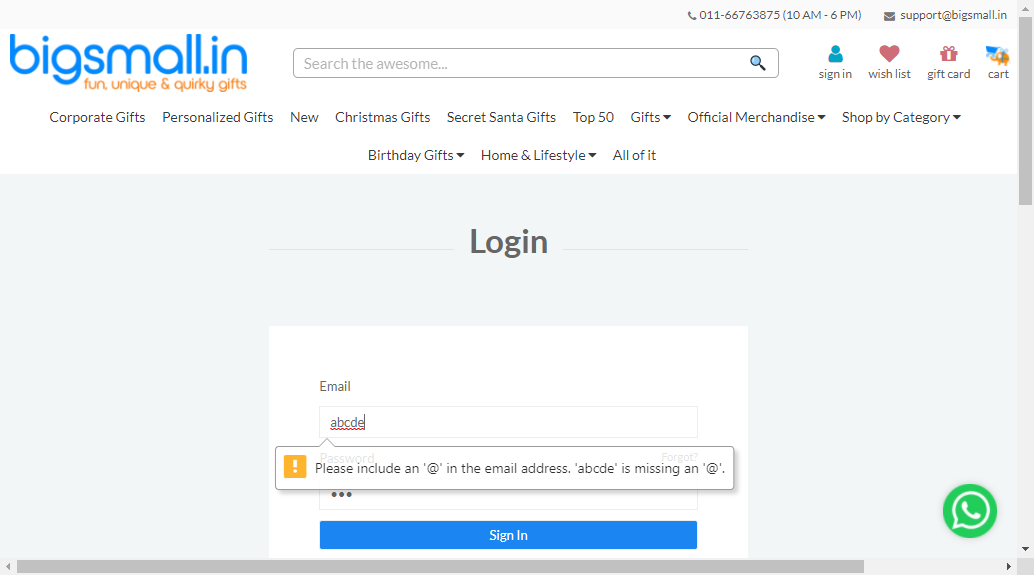 011-66763875 (10 AM - 6 PM) support@bigsmall.in
bigsmall.in
fun, unique & quirky gifts
Search the awesome...
sign in wish list gift card cart
Corporate Gifts Personalized Gifts New Christmas Gifts Secret Santa Gifts Top 50 Gifts Official Merchandise Shop by Category
Birthday Gifts Home & Lifestyle All of it
Login
Email
abcde
Password Forgot?
Please include an '@' in the email address. 'abcde' is missing an '@'.
Sign In